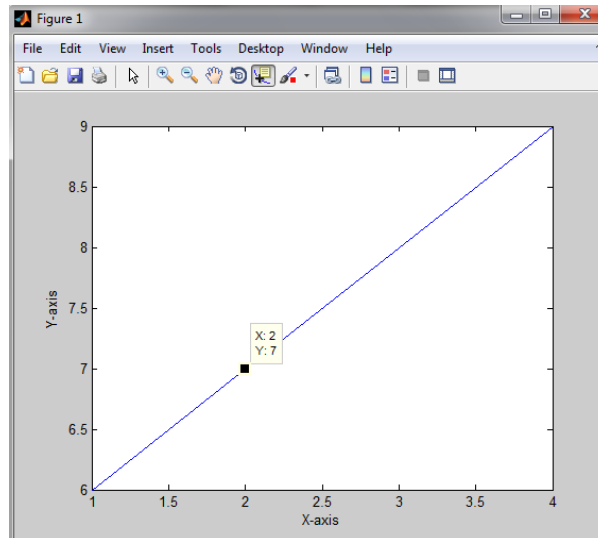 Figure 1
File Edit View Insert Tools Desktop Window Help
9
8.5
8
7.5
7
6.5
6
Y-axis
X: 2
Y: 7
1 1.5 2 2.5 3 3.5 4
X-axis